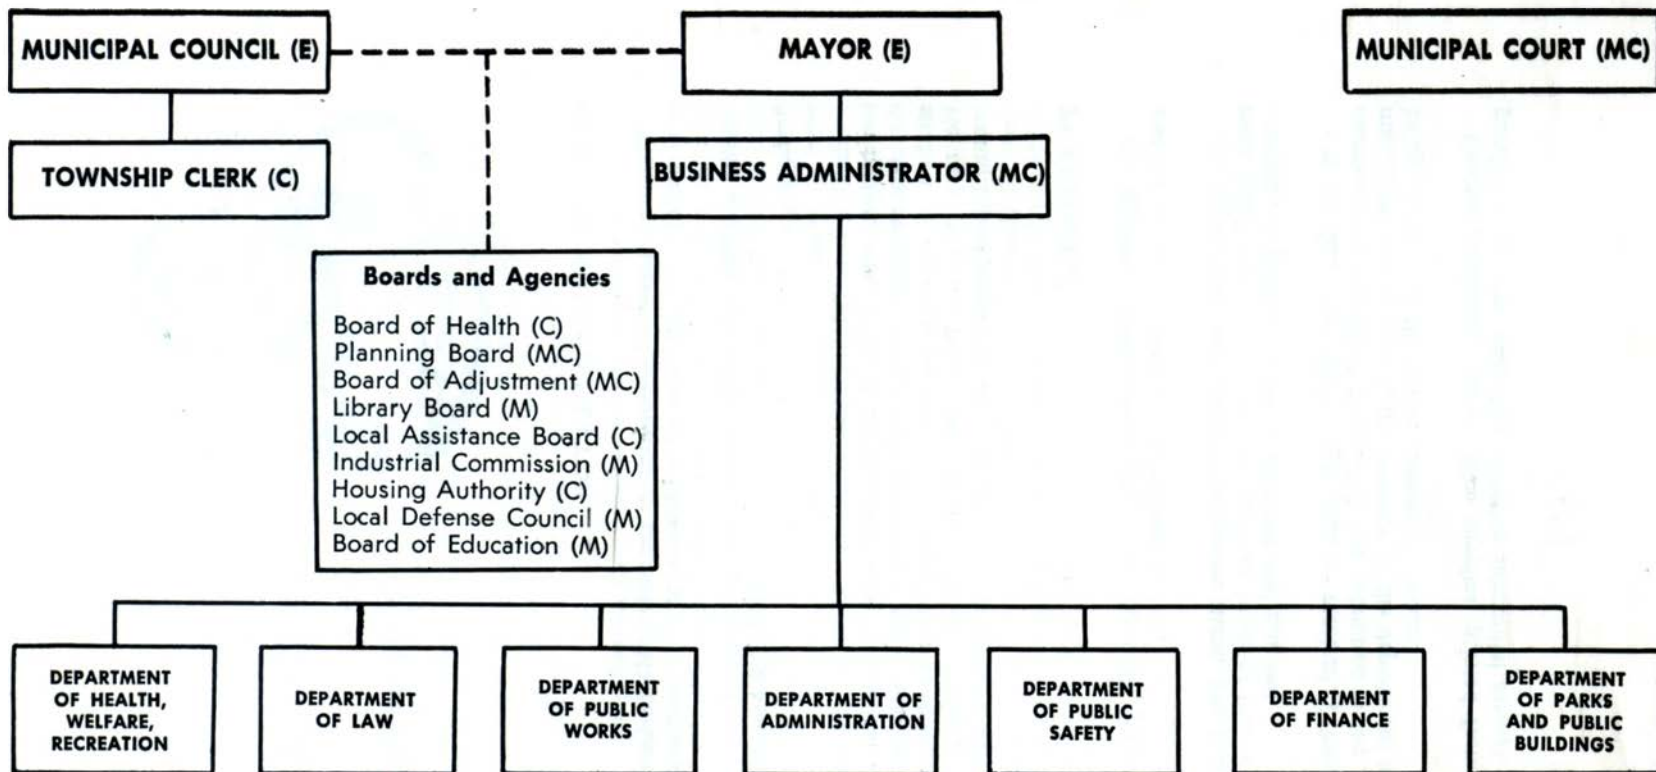 MUNICIPAL COUNCIL (E)
MAYOR (E)
MUNICIPAL COURT (MC)
TOWNSHIP CLERK (C)
BUSINESS ADMINISTRATOR (MC)
Boards and Agencies
Board of Health (C)
Planning Board (MC)
Board of Adjustment (MC)
Library Board (M)
Local Assistance Board (C)
Industrial Commission (M)
Housing Authority (C)
Local Defense Council (M)
Board of Education (M)
DEPARTMENT
OF HEALTH,
WELFARE,
RECREATION
DEPARTMENT
OF LAW
DEPARTMENT
OF PUBLIC
WORKS
DEPARTMENT OF
ADMINISTRATION
DEPARTMENT
OF PUBLIC
SAFETY
DEPARTMENT
OF FINANCE
DEPARTMENT
OF PARKS
AND PUBLIC
BUILDINGS